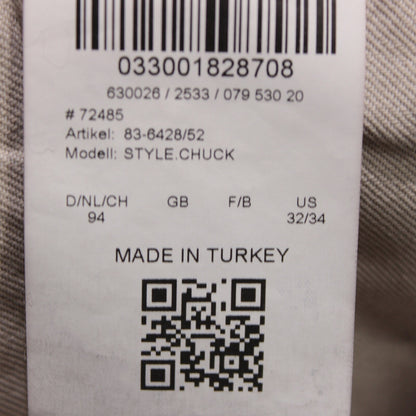 033001828708
630026 / 2533 / 079 530 20
# 72485
Artikel: 83-6428/52
Modell: STYLE.CHUCK
D/NL/CH GB F/B US
94 32/34
MADE IN TURKEY